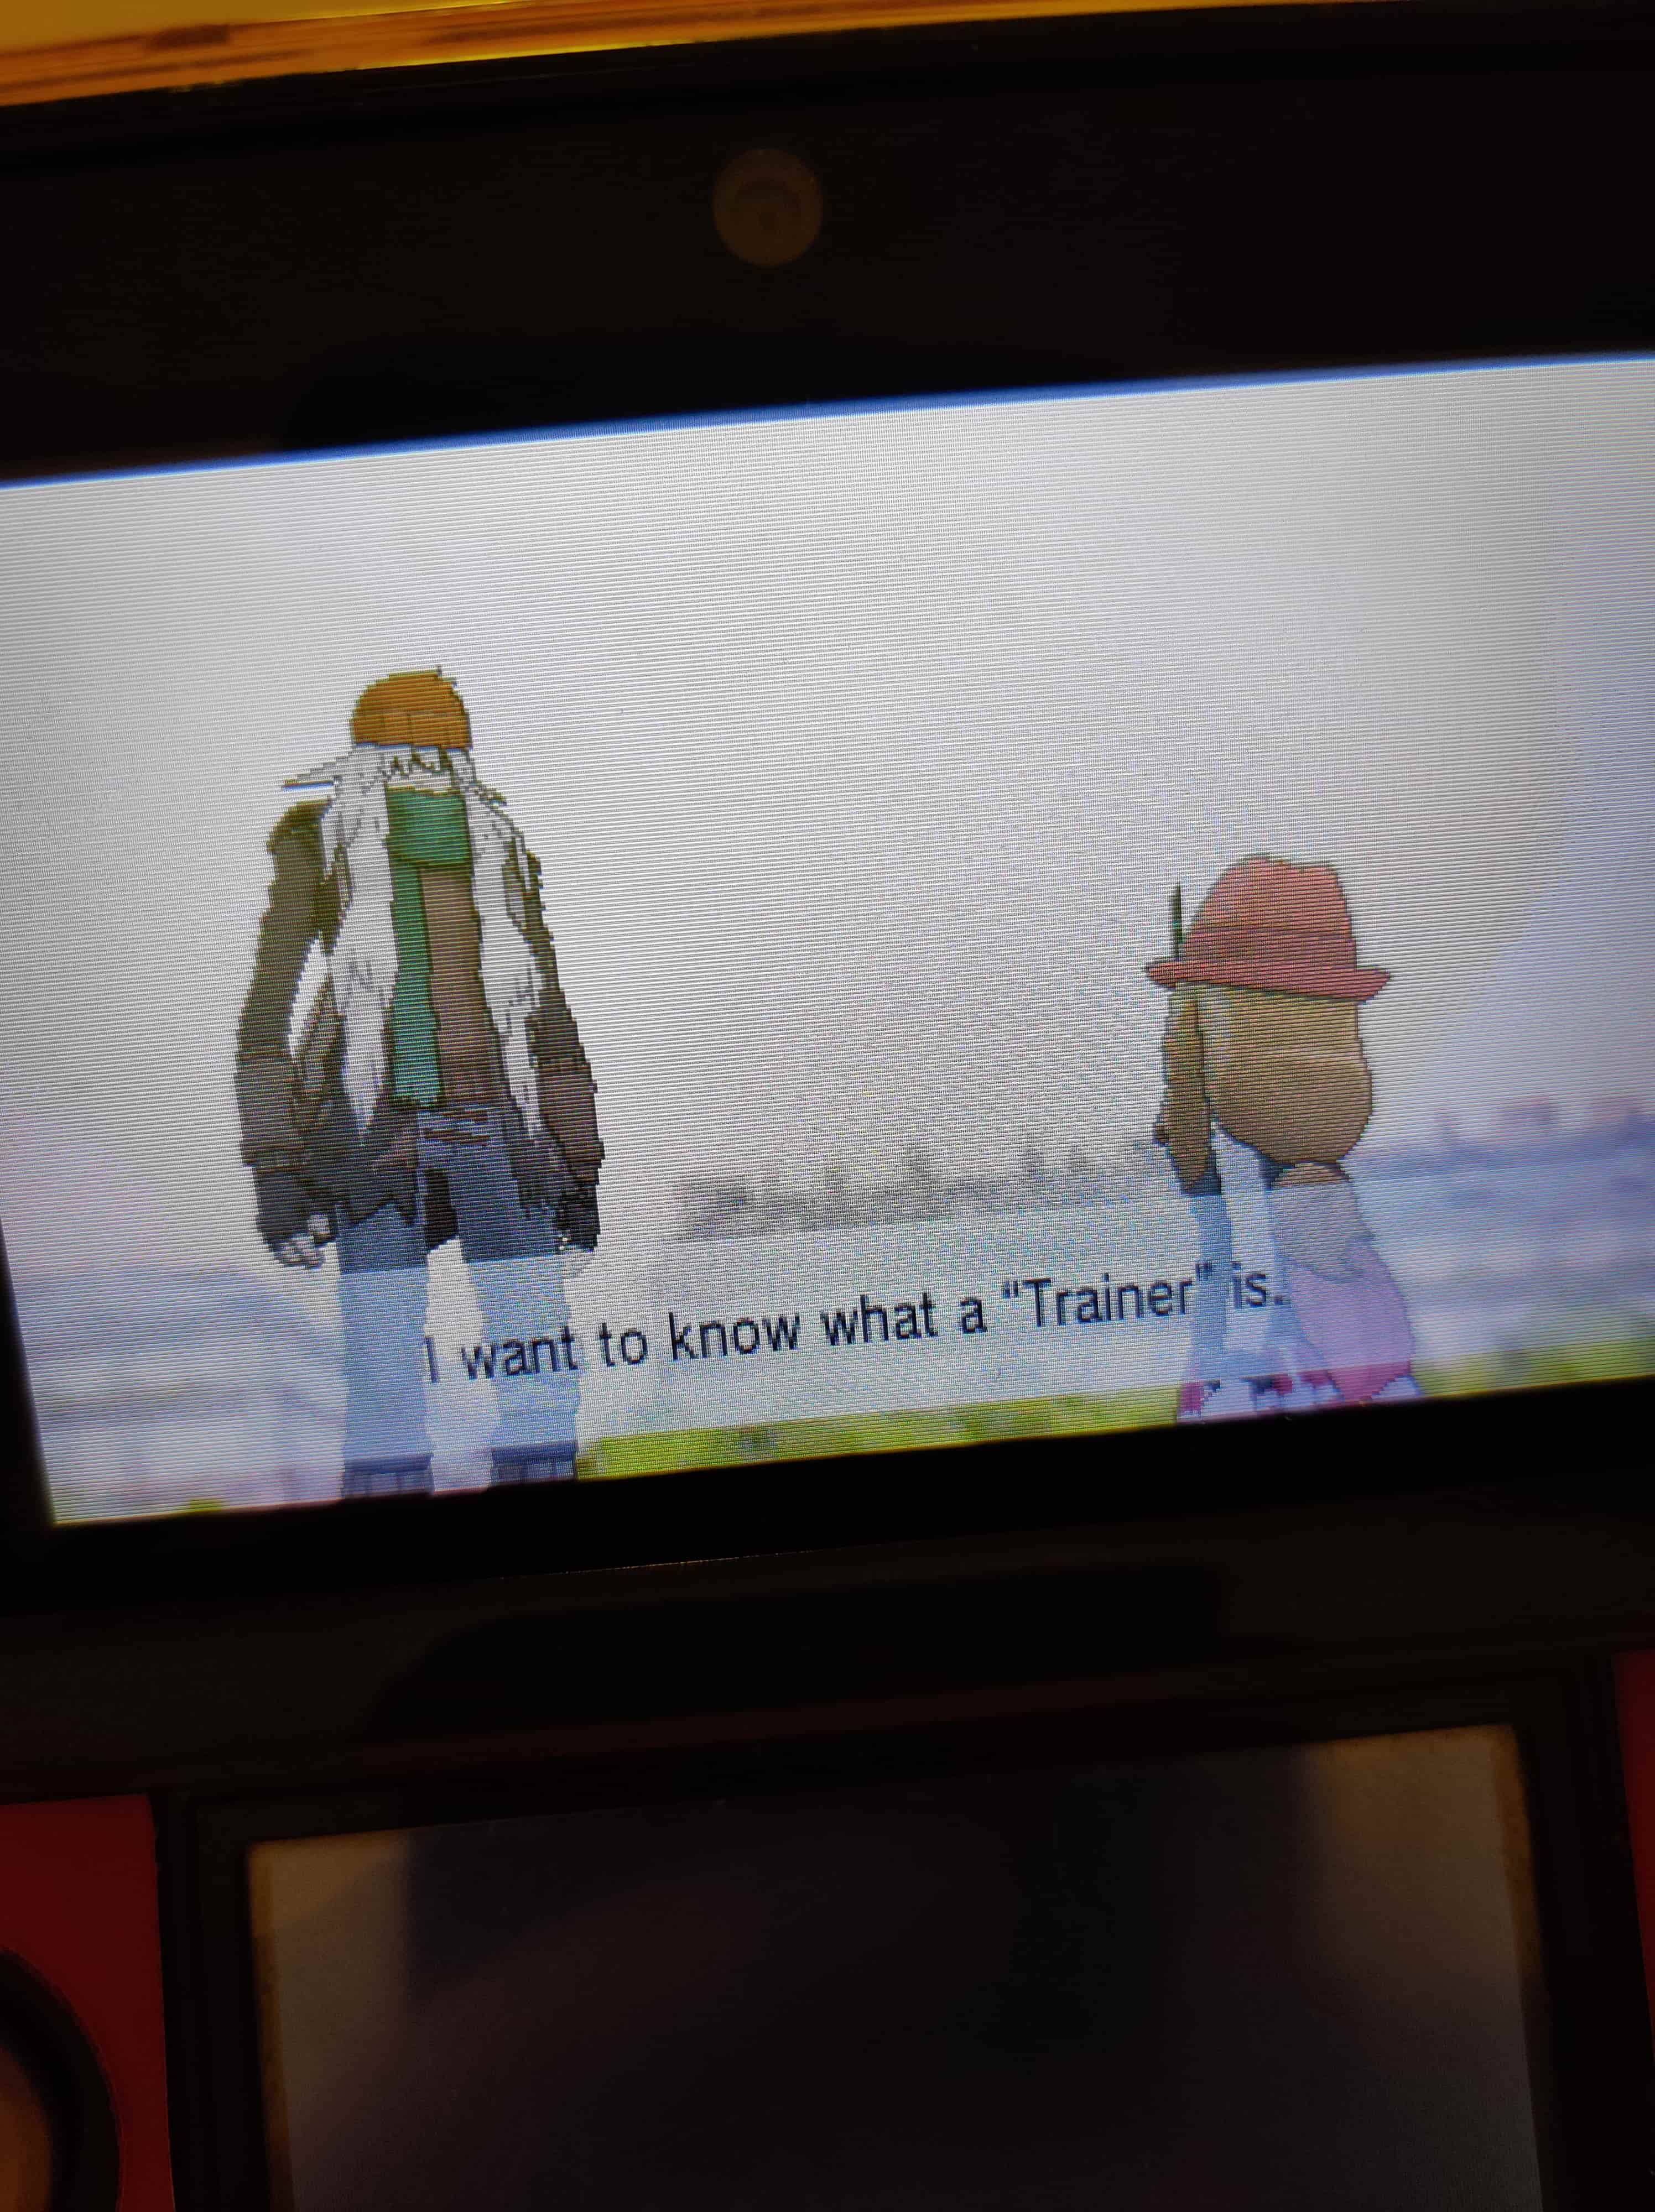 I want to know what a “Trainer” is.